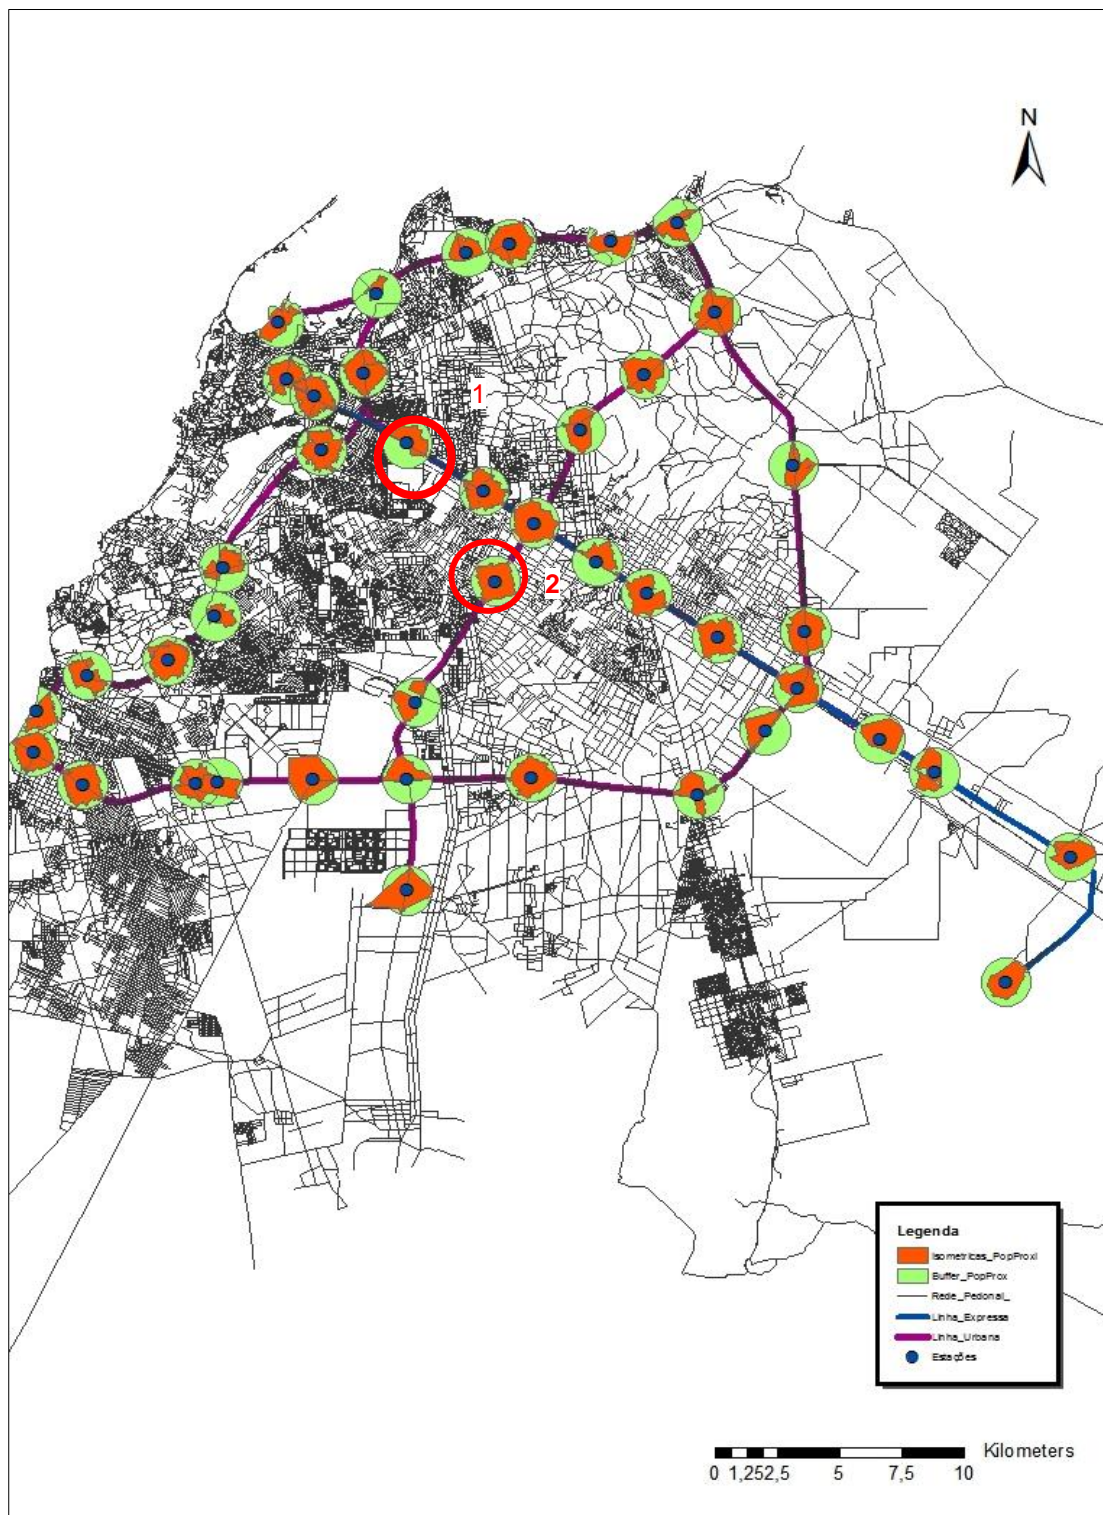 N
1
2
Legenda
Isometricas_PopProxi
Buffer_PopProx
Rede_Pedonal_
Linha_Expressa
Linha_Urbana
Estações
Kilometers
0 1,252,5 5 7,5 10